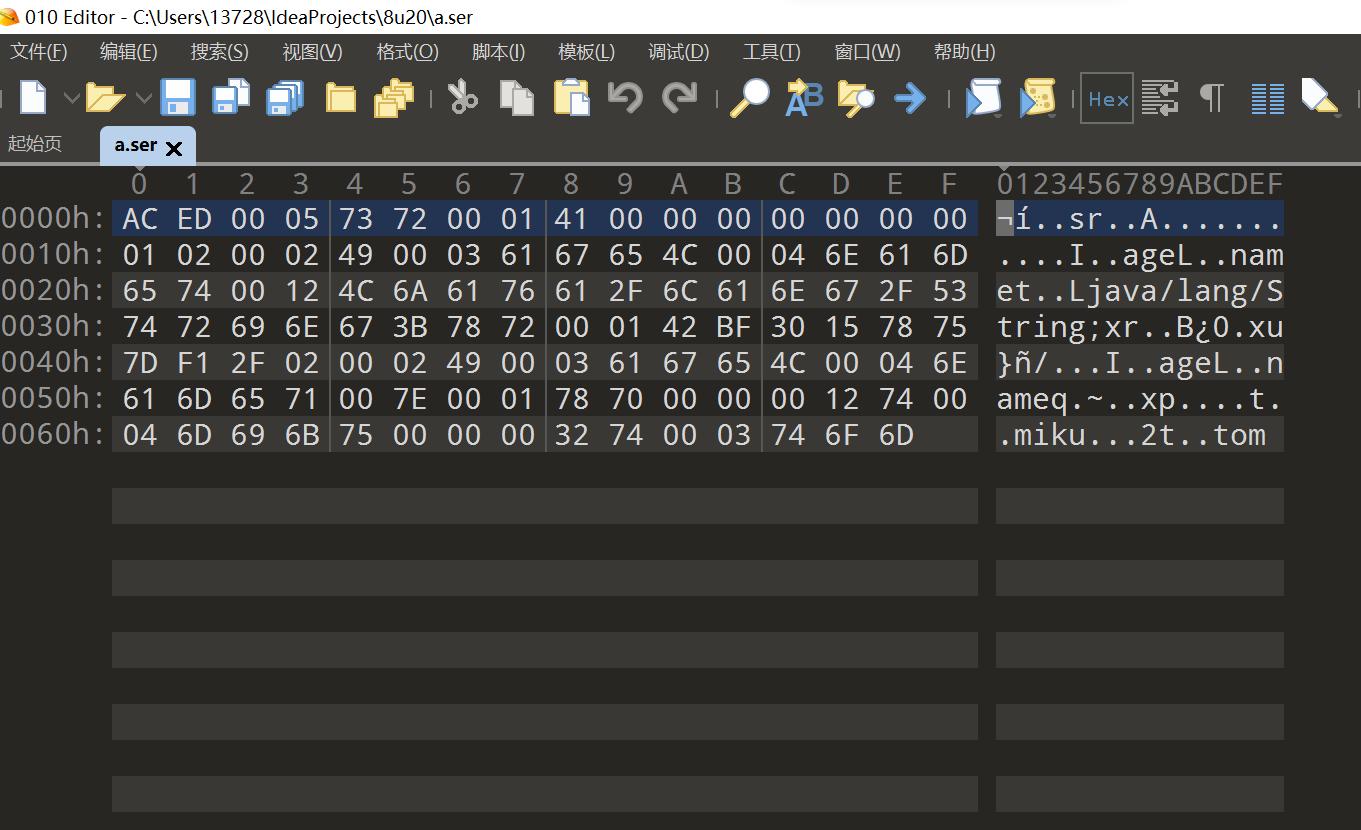 010 Editor - C:\Users\13728\IdeaProjects\8u20\a.ser
文件(F) 编辑(E) 搜索(S) 视图(V) 格式(O) 脚本(I) 模板(L) 调试(D) 工具(T) 窗口(W) 帮助(H)
Hex
起始页 a.ser
0 1 2 3 4 5 6 7 8 9 A B C D E F 0123456789ABCDEF
0000h: AC ED 00 05 73 72 00 01 41 00 00 00 00 00 00 00 ¬í..sr..A.......
0010h: 01 02 00 02 49 00 03 61 67 65 4C 00 04 6E 61 6D ....I..ageL..nam
0020h: 65 74 00 12 4C 6A 61 76 61 2F 6C 61 6E 67 2F 53 et..Ljava/lang/S
0030h: 74 72 69 6E 67 3B 78 72 00 01 42 BF 30 15 78 75 tring;xr..B¿0.xu
0040h: 7D F1 2F 02 00 02 49 00 03 61 67 65 4C 00 04 6E }ñ/...I..ageL..n
0050h: 61 6D 65 71 00 7E 00 01 78 70 00 00 00 12 74 00 ameq.~..xp....t.
0060h: 04 6D 69 6B 75 00 00 00 32 74 00 03 74 6F 6D .miku...2t..tom